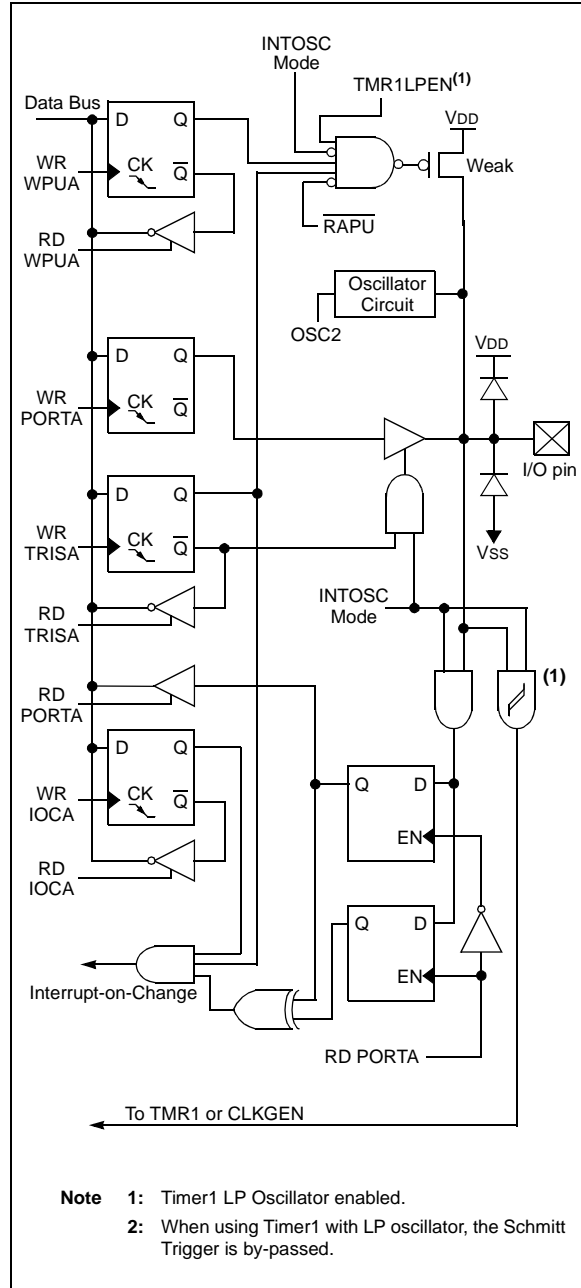 INTOSC
Mode
TMR1LPEN(1)
Data Bus
D Q
VDD
WR
WPUA
CK Q
Weak
RAPU
RD
WPUA
Oscillator
Circuit
OSC2
VDD
D Q
WR
PORTA
CK Q
I/O pin
D Q
WR
TRISA
CK Q
VSS
INTOSC
Mode
RD
TRISA
(1)
RD
PORTA
D Q
Q D
WR
IOCA
CK Q
EN
RD
IOCA
Q D
Interrupt-on-Change
EN
RD PORTA
To TMR1 or CLKGEN
Note 1: Timer1 LP Oscillator enabled.
2: When using Timer1 with LP oscillator, the Schmitt
Trigger is by-passed.